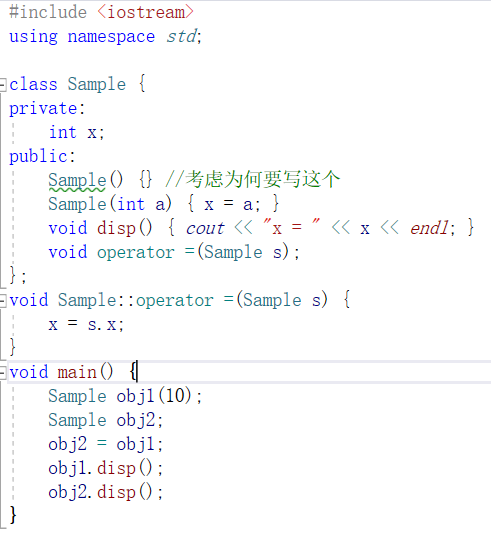 #include <iostream>
using namespace std;
class Sample {
private:
    int x;
public:
    Sample() {} //考虑为何要写这个
    Sample(int a) { x = a; }
    void disp() { cout << "x = " << x << endl; }
    void operator =(Sample s);
};
void Sample::operator =(Sample s) {
    x = s.x;
}
void main() {
    Sample obj1(10);
    Sample obj2;
    obj2 = obj1;
    obj1.disp();
    obj2.disp();
}